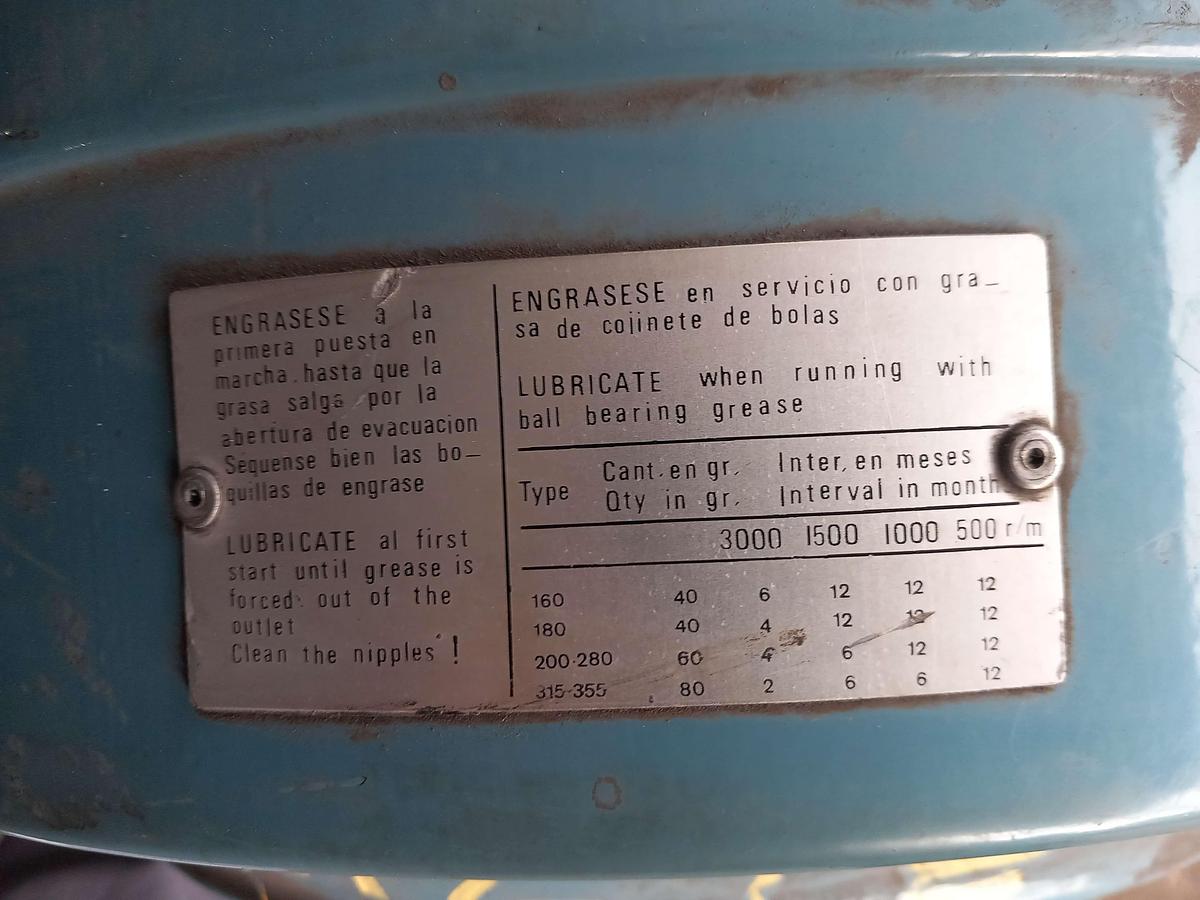 ENGRASESE a la
primera puesta en
marcha.hasta que la
grasa salga por la
abertura de evacuacion
Sequense bien las bo-
quillas de engrase
LUBRICATE al first
start until grease is
forced out of the
outlet
Clean the nipples !
ENGRASESE en servicio con gra-
sa de cojinete de bolas
LUBRICATE when running with
ball bearing grease
Type Cant.en gr. Inter.en meses
Qty in gr. Interval in month
3000 1500 1000 500 r/m
160 40 6 12 12 12
180 40 4 12 12 12
200-280 60 4 6 12 12
315-355 80 2 6 6 12